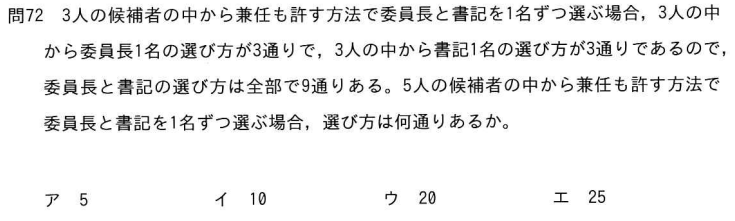 問72 3人の候補者の中から兼任も許す方法で委員長と書記を1名ずつ選ぶ場合，3人の中
から委員長1名の選び方が3通りで，3人の中から書記1名の選び方が3通りであるので，
委員長と書記の選び方は全部で9通りある。5人の候補者の中から兼任も許す方法で
委員長と書記を1名ずつ選ぶ場合，選び方は何通りあるか。
ア 5 イ 10 ウ 20 エ 25